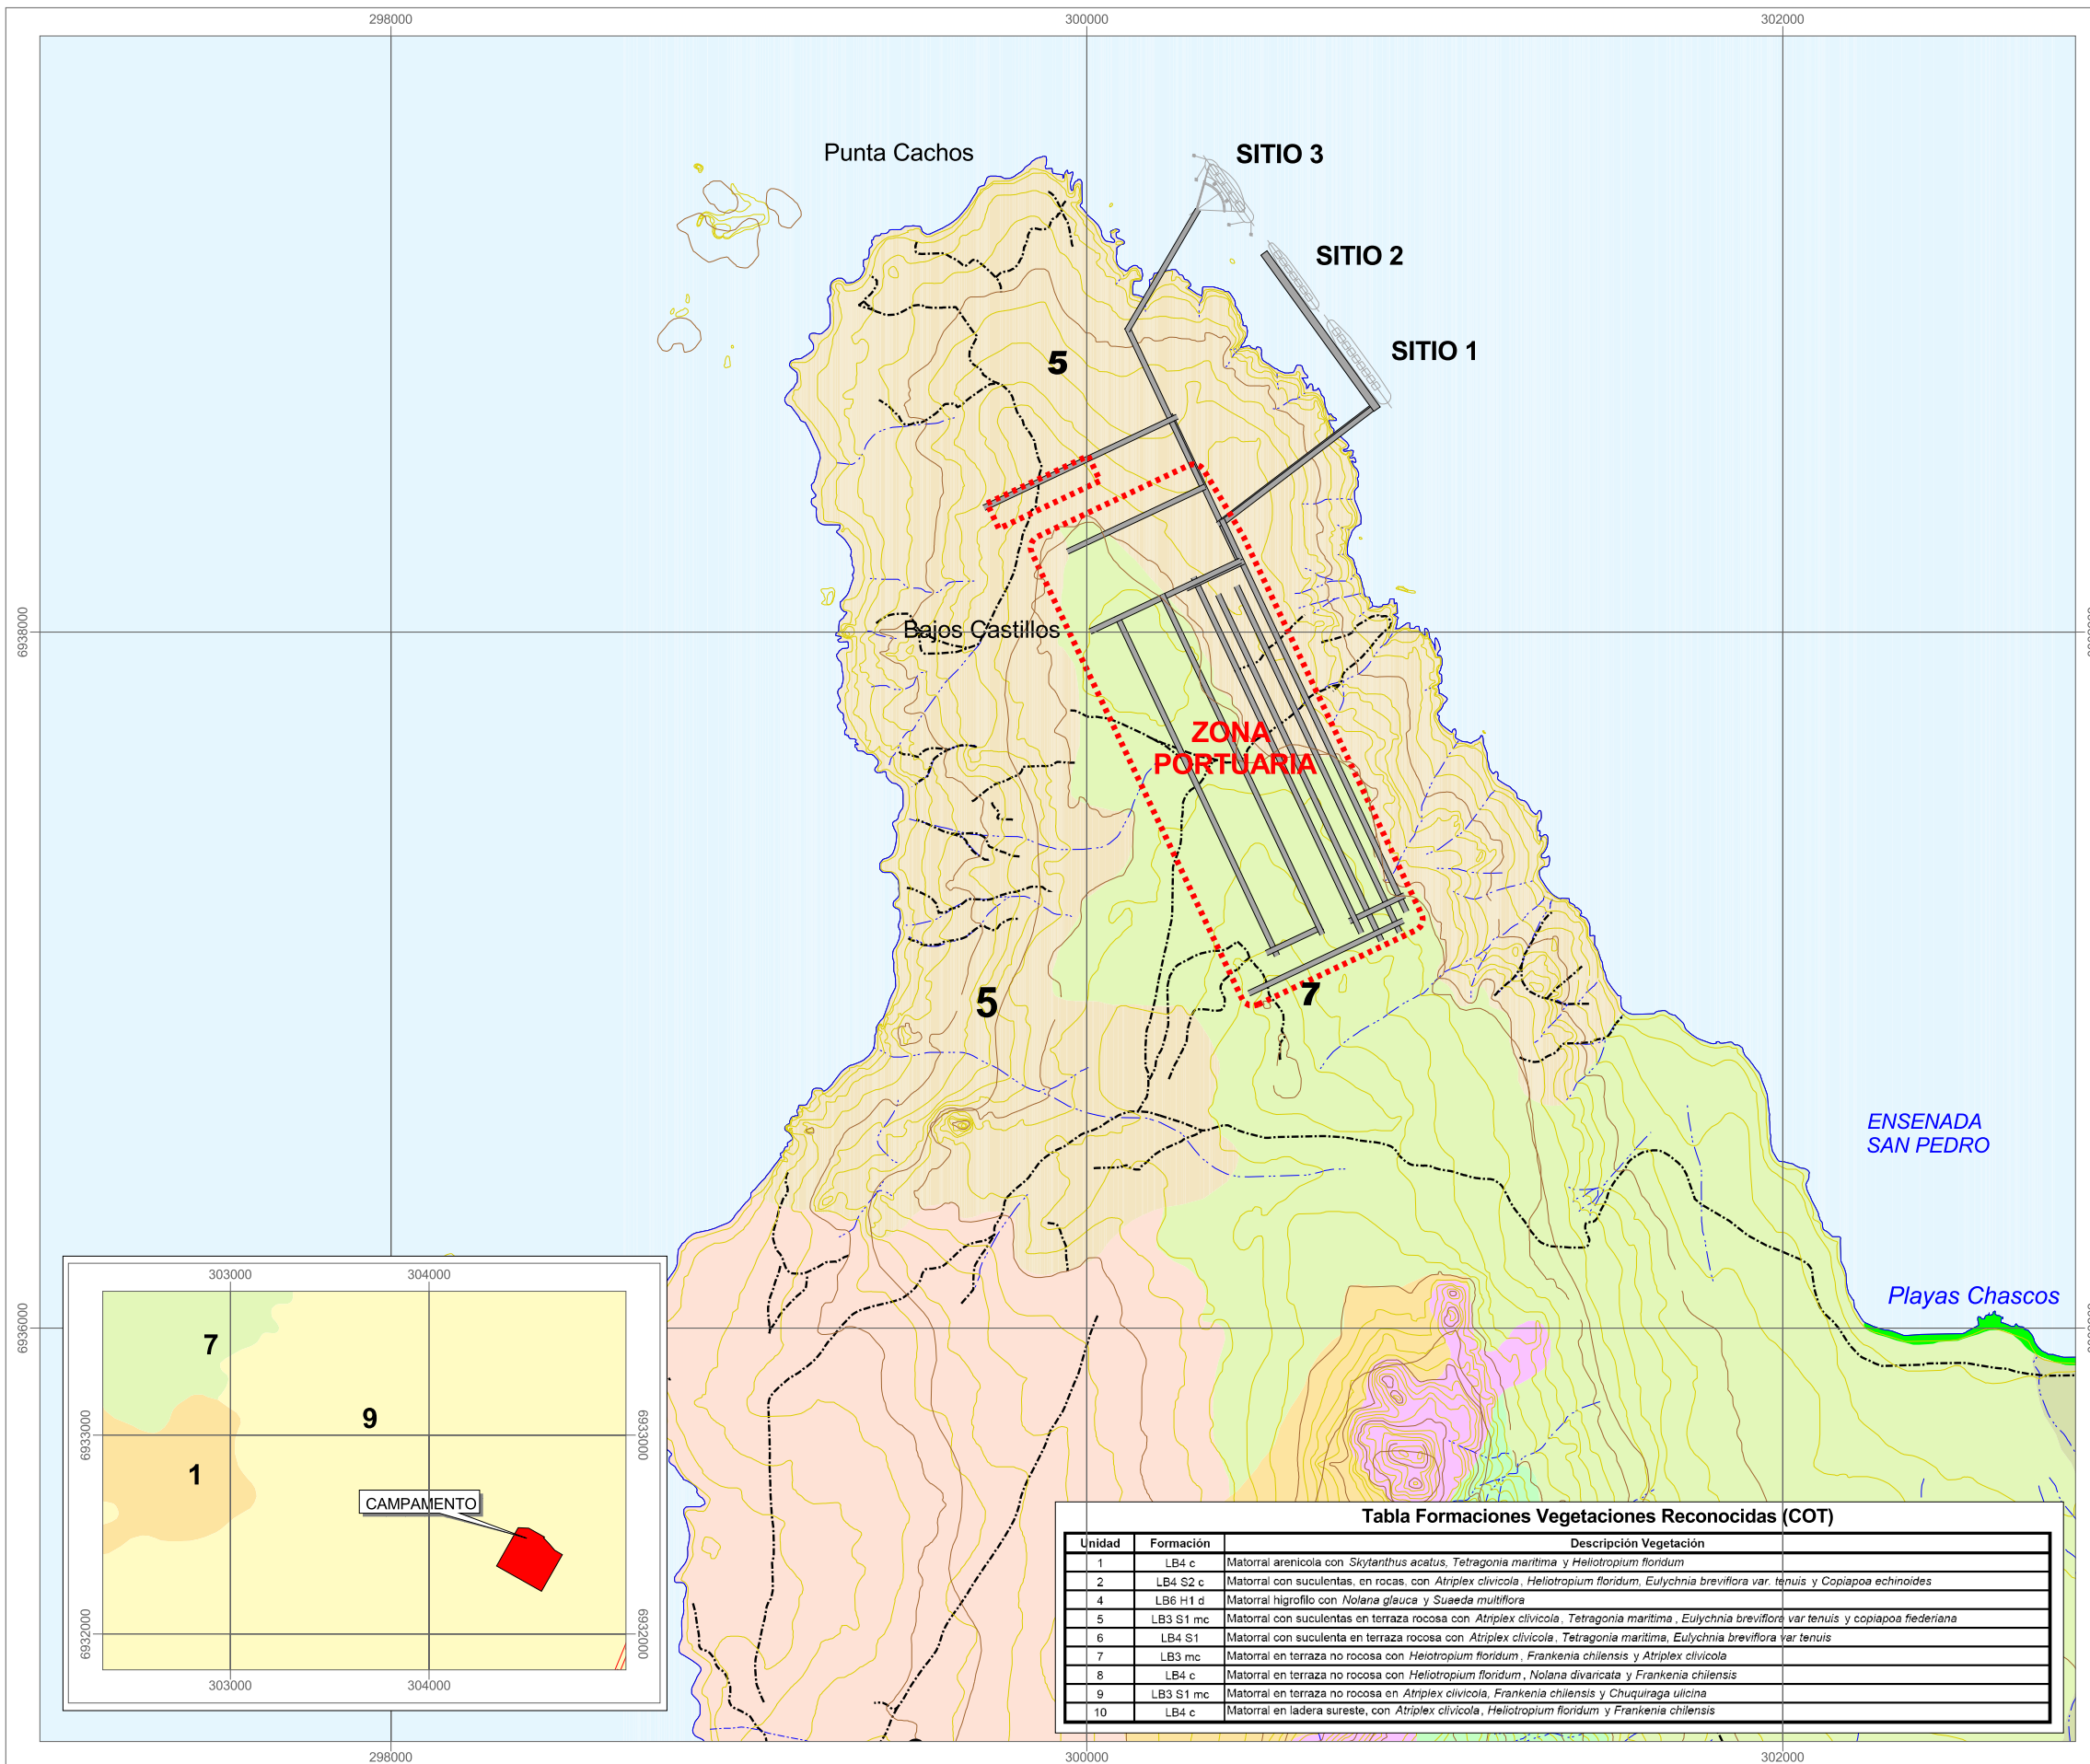 298000
300000
302000
Punta Cachos
SITIO 3
SITIO 2
SITIO 1
5
6938000
Bajos Castillos
ZONA
PORTUARIA
5
7
ENSENADA
SAN PEDRO
Playas Chascos
6936000
303000
304000
7
9
6933000
6933000
1
CAMPAMENTO
6932000
6932000
303000
304000
Tabla Formaciones Vegetaciones Reconocidas (COT)
Unidad Formación Descripción Vegetación
1 LB4 c Matorral arenicola con Skytanthus acatus, Tetragonia maritima y Heliotropium floridum
2 LB4 S2 c Matorral con suculentas, en rocas, con Atriplex clivicola, Heliotropium floridum, Eulychnia breviflora var. tenuis y Copiapoa echinoides
4 LB6 H1 d Matorral higrofilo con Nolana glauca y Suaeda multiflora
5 LB3 S1 mc Matorral con suculentas en terraza rocosa con Atriplex clivicola, Tetragonia maritima, Eulychnia breviflora var tenuis y copiapoa fiederiana
6 LB4 S1 Matorral con suculenta en terraza rocosa con Atriplex clivicola, Tetragonia maritima, Eulychnia breviflora var tenuis
7 LB3 mc Matorral en terraza no rocosa con Heiotropium floridum, Frankenia chilensis y Atriplex clivicola
8 LB4 c Matorral en terraza no rocosa con Heliotropium floridum, Nolana divaricata y Frankenia chilensis
9 LB3 S1 mc Matorral en terraza no rocosa en Atriplex clivicola, Frankenia chilensis y Chuquiraga ulicina
10 LB4 c Matorral en ladera sureste, con Atriplex clivicola, Heliotropium floridum y Frankenia chilensis
298000
300000
302000